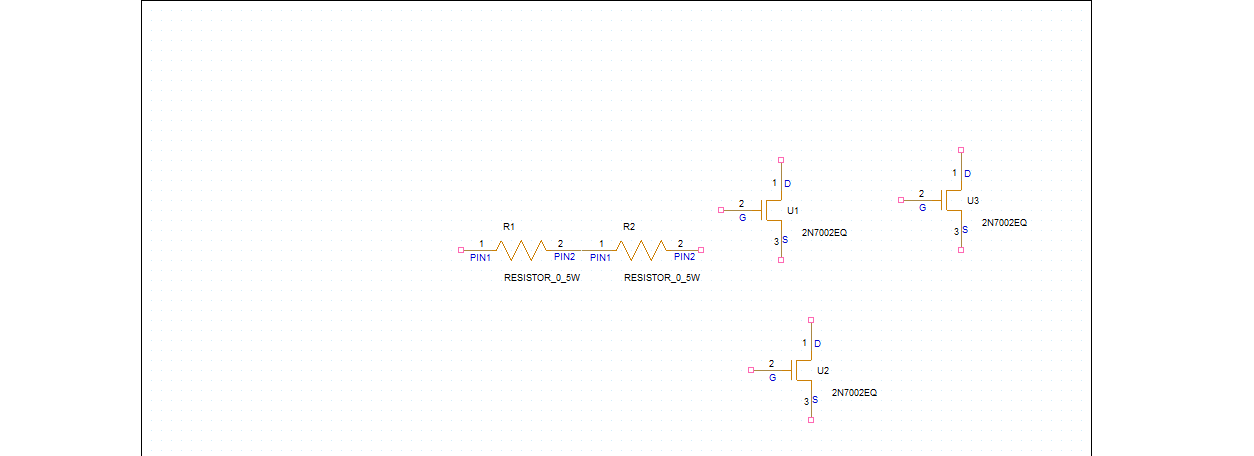 R1
1
2
PIN1
PIN2
RESISTOR_0_5W
R2
1
2
PIN1
PIN2
RESISTOR_0_5W
1 D
2
G
U1
2N7002EQ
3 S
1 D
2
G
U3
2N7002EQ
3 S
1 D
2
G
U2
2N7002EQ
3 S